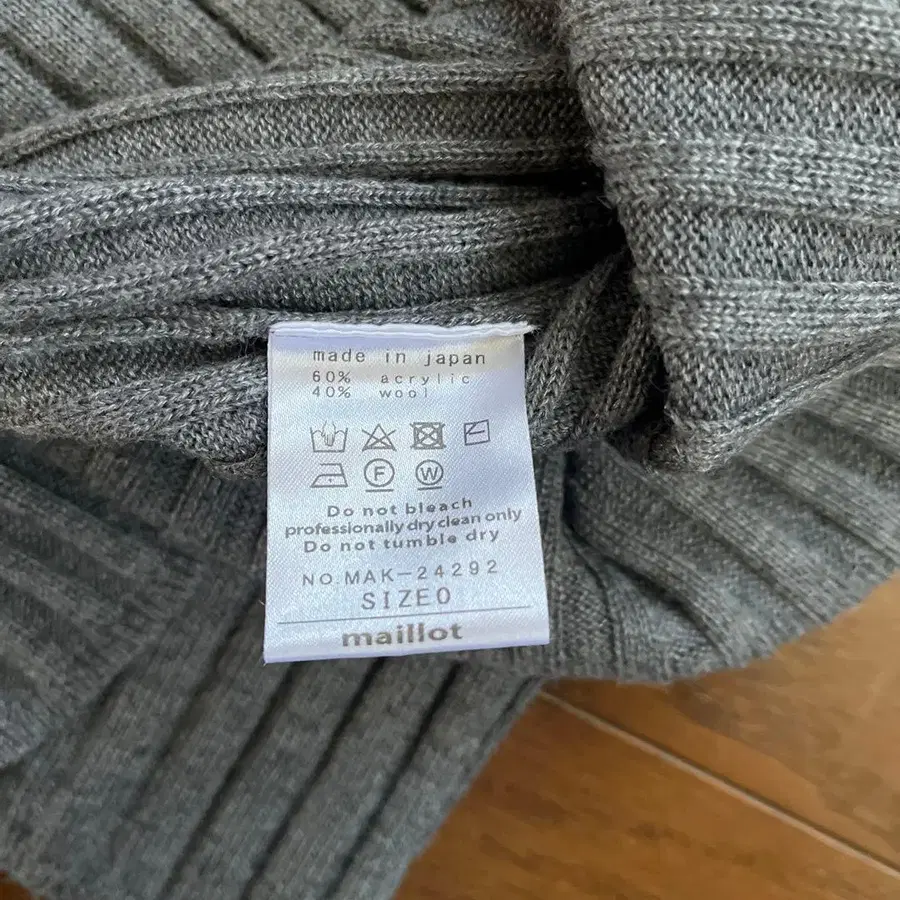 made in japan
60% acrylic
40% wool
F W
Do not bleach
professionally dry clean only
Do not tumble dry
NO.MAK-24292
SIZE0
maillot